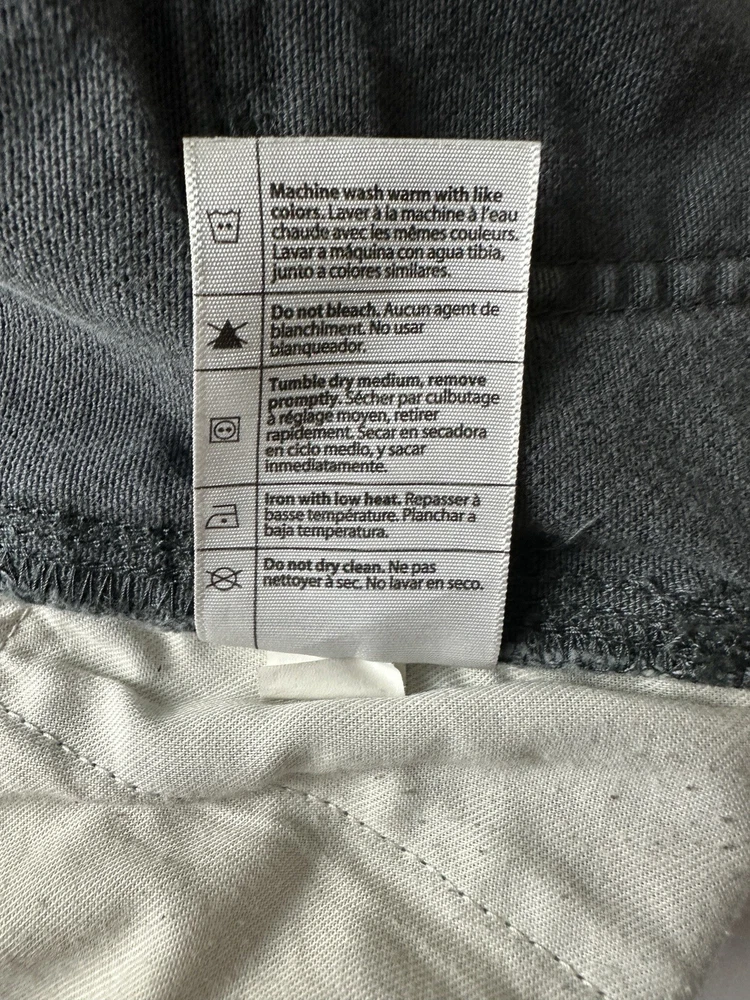 Machine wash warm with like
colors. Laver à la machine à l'eau
chaude avec les mêmes couleurs.
Lavar a máquina con agua tibia,
junto a colores similares.
Do not bleach. Aucun agent de
blanchiment. No usar
blanqueador.
Tumble dry medium, remove
promptly. Sécher par culbutage
à réglage moyen, retirer
rapidement. Secar en secadora
en ciclo medio, y sacar
inmediatamente.
Iron with low heat. Repasser à
basse température. Planchar a
baja temperatura.
Do not dry clean. Ne pas
nettoyer à sec. No lavar en seco.